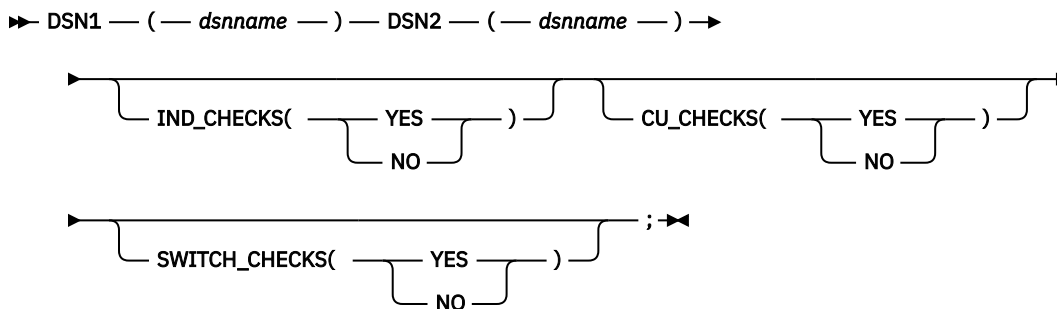 DSN1 ( dsnname ) DSN2 ( dsnname )
IND_CHECKS( YES ) CU_CHECKS( YES )
NO NO
SWITCH_CHECKS( YES ) ;
NO